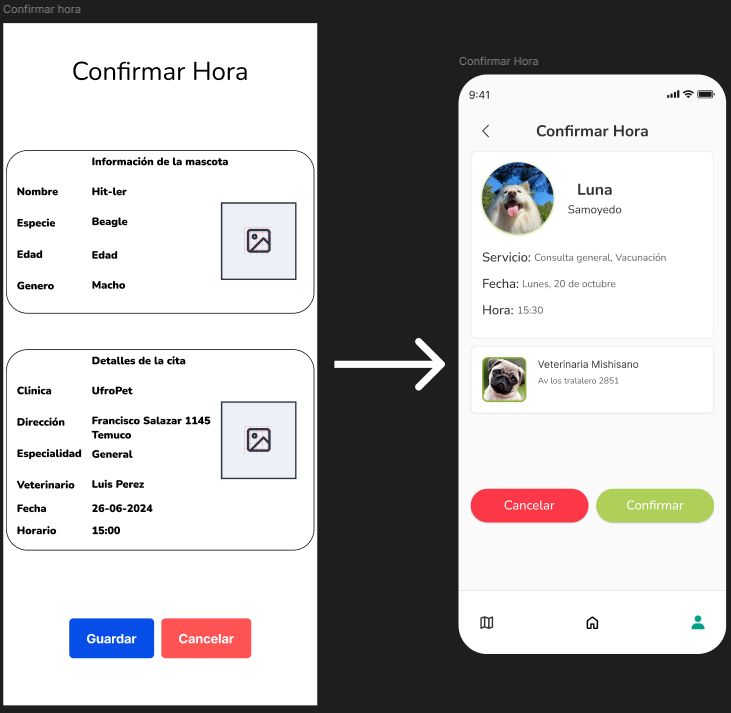 Confirmar hora
Confirmar Hora
Información de la mascota
Nombre Hit-ler
Especie Beagle
Edad Edad
Genero Macho
Detalles de la cita
Clinica UfroPet
Dirección Francisco Salazar 1145
Temuco
Especialidad General
Veterinario Luis Perez
Fecha 26-06-2024
Horario 15:00
Guardar Cancelar
Confirmar Hora
9:41
Confirmar Hora
Luna
Samoyedo
Servicio: Consulta general, Vacunación
Fecha: Lunes, 20 de octubre
Hora: 15:30
Veterinaria Mishisano
Av los tralalero 2851
Cancelar Confirmar